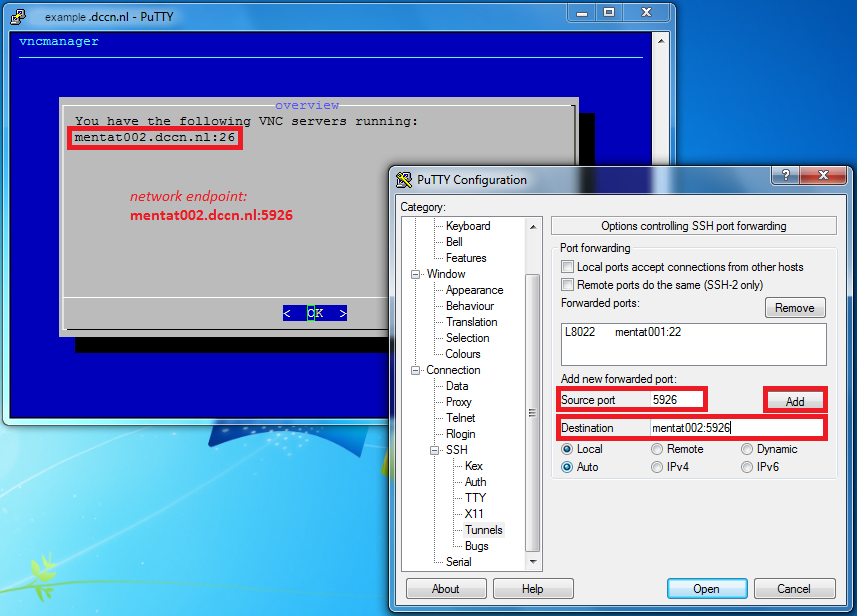 example .dccn.nl - PuTTY
vncmanager
overview
You have the following VNC servers running:
mentat002.dccn.nl:26
network endpoint:
mentat002.dccn.nl:5926
< OK >
PuTTY Configuration
?
Category:
Keyboard
Bell
Features
Window
Appearance
Behaviour
Translation
Selection
Colours
Connection
Data
Proxy
Telnet
Rlogin
SSH
Kex
Auth
TTY
X11
Tunnels
Bugs
Serial
Options controlling SSH port forwarding
Port forwarding
Local ports accept connections from other hosts
Remote ports do the same (SSH-2 only)
Forwarded ports:
Remove
L8022 mentat001:22
Add new forwarded port:
Source port 5926 Add
Destination mentat002:5926
Local Remote Dynamic
Auto IPv4 IPv6
About Help Open Cancel